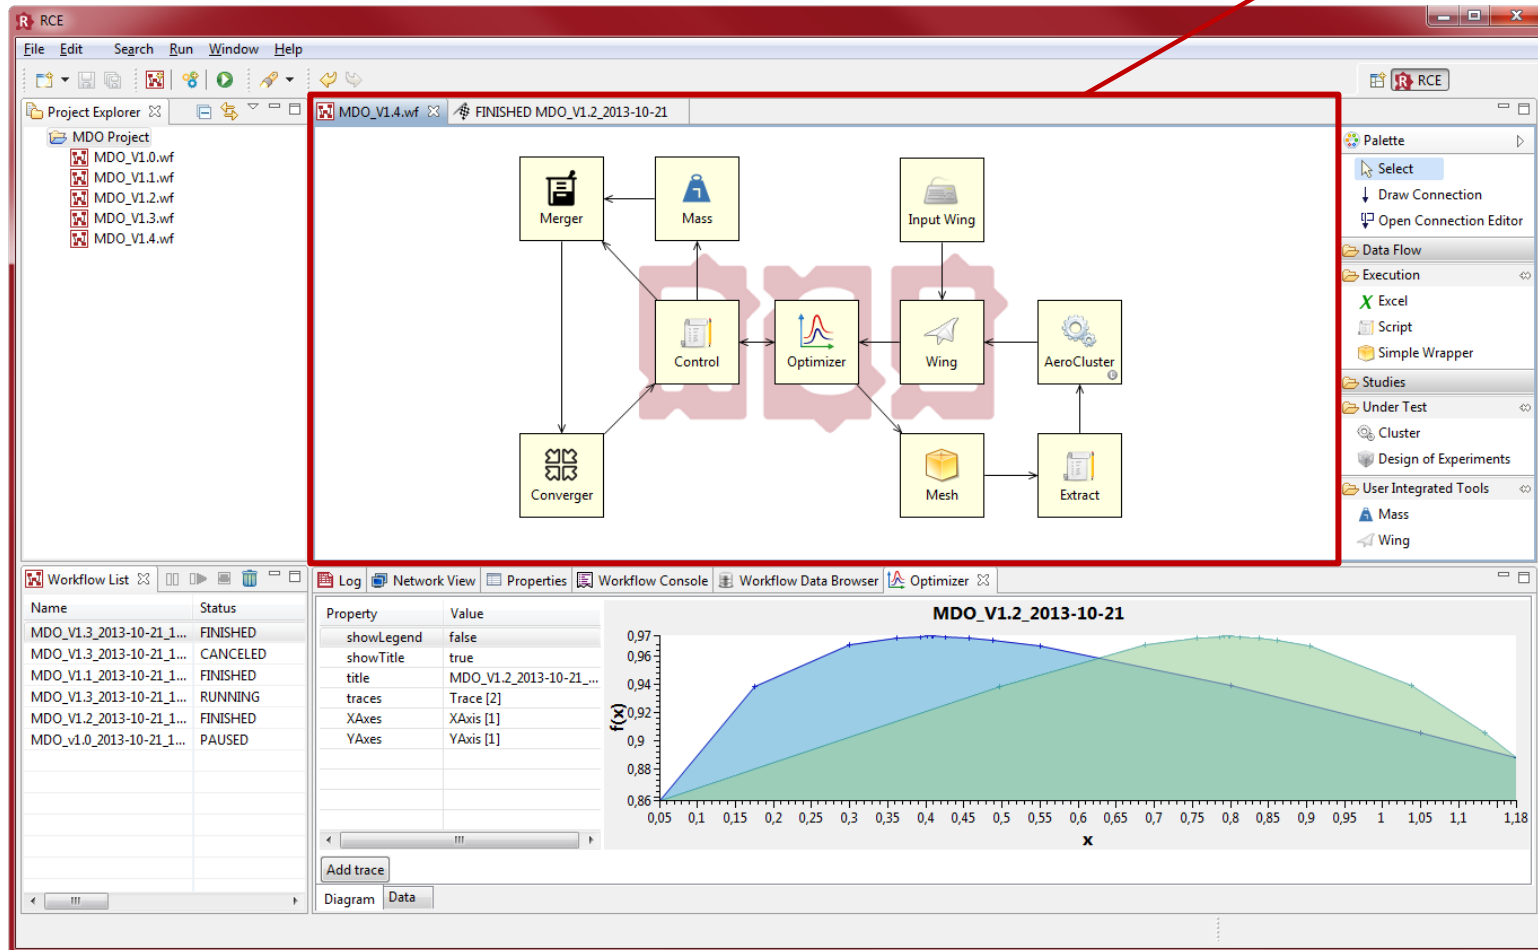 RCE
File Edit Search Run Window Help
RCE
Project Explorer
MDO Project
MDO_V1.0.wf
MDO_V1.1.wf
MDO_V1.2.wf
MDO_V1.3.wf
MDO_V1.4.wf
MDO_V1.4.wf FINISHED MDO_V1.2_2013-10-21
Merger
Mass
Input Wing
Control
Optimizer
Wing
AeroCluster
Converger
Mesh
Extract
Palette
Select
Draw Connection
Open Connection Editor
Data Flow
Execution
Excel
Script
Simple Wrapper
Studies
Under Test
Cluster
Design of Experiments
User Integrated Tools
Mass
Wing
Workflow List
Name Status
MDO_V1.3_2013-10-21_1... FINISHED
MDO_V1.3_2013-10-21_1... CANCELED
MDO_V1.1_2013-10-21_1... FINISHED
MDO_V1.3_2013-10-21_1... RUNNING
MDO_V1.2_2013-10-21_1... FINISHED
MDO_v1.0_2013-10-21_1... PAUSED
Log Network View Properties Workflow Console Workflow Data Browser Optimizer
Property Value
showLegend false
showTitle true
title MDO_V1.2_2013-10-21_...
traces Trace [2]
XAxes XAxis [1]
YAxes YAxis [1]
Add trace
Diagram Data
MDO_V1.2_2013-10-21
f(x)
0,97
0,96
0,94
0,92
0,9
0,88
0,86
0,05 0,1 0,15 0,2 0,25 0,3 0,35 0,4 0,45 0,5 0,55 0,6 0,65 0,7 0,75 0,8 0,85 0,9 0,95 1 1,05 1,1 1,18
x